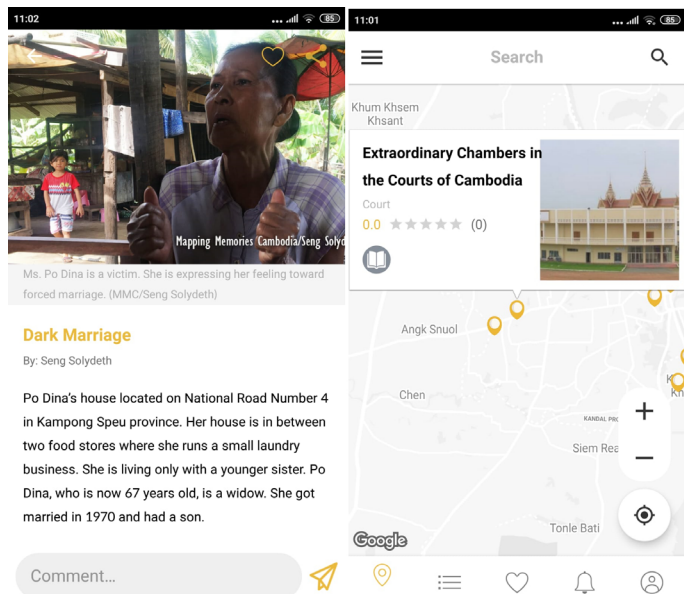 11:02
85
Mapping Memories Cambodia/Seng Solyd
Ms. Po Dina is a victim. She is expressing her feeling toward
forced marriage. (MMC/Seng Solydeth)
Dark Marriage
By: Seng Solydeth
Po Dina's house located on National Road Number 4
in Kampong Speu province. Her house is in between
two food stores where she runs a small laundry
business. She is living only with a younger sister. Po
Dina, who is now 67 years old, is a widow. She got
married in 1970 and had a son.
Comment...
11:01
85
Search
Khum Khsem
Khsant
Extraordinary Chambers in
the Courts of Cambodia
Court
0.0
(0)
Angk Snuol
Chen
KANDAL PRO
Siem Rea
Tonle Bati
Google